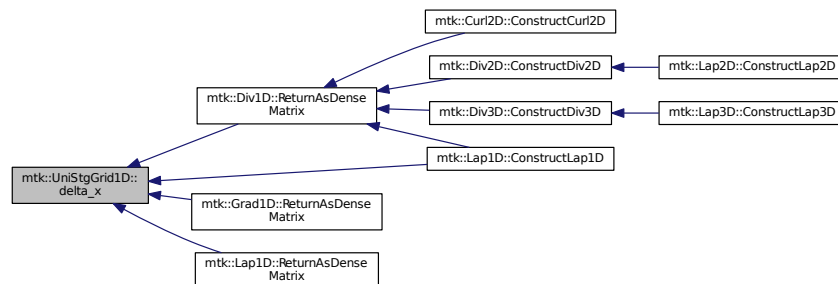 mtk::Curl2D::ConstructCurl2D
mtk::Div2D::ConstructDiv2D
mtk::Lap2D::ConstructLap2D
mtk::Div1D::ReturnAsDense
Matrix
mtk::Div3D::ConstructDiv3D
mtk::Lap3D::ConstructLap3D
mtk::Lap1D::ConstructLap1D
mtk::UniStgGrid1D::
delta_x
mtk::Grad1D::ReturnAsDense
Matrix
mtk::Lap1D::ReturnAsDense
Matrix